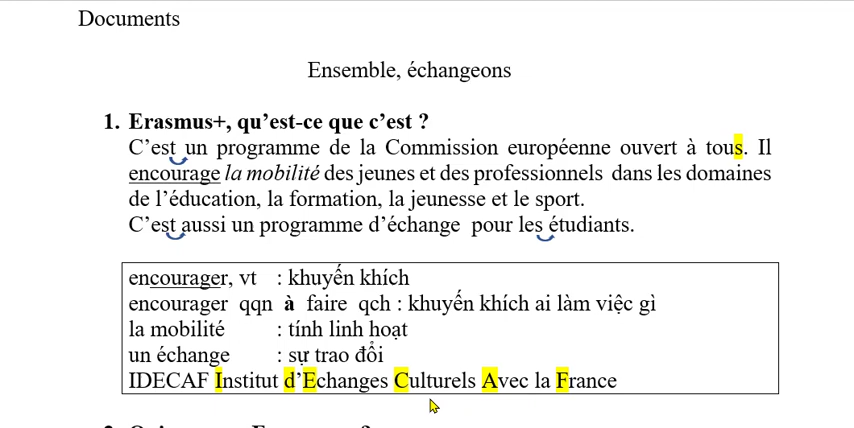 Documents
Ensemble, échangeons
1. Erasmus+, qu’est-ce que c’est ?
C’est un programme de la Commission européenne ouvert à tous. Il
encourage la mobilité des jeunes et des professionnels dans les domaines
de l’éducation, la formation, la jeunesse et le sport.
C’est aussi un programme d’échange pour les étudiants.
encourager, vt : khuyến khích
encourager qqn à faire qch : khuyến khích ai làm việc gì
la mobilité : tính linh hoạt
un échange : sự trao đổi
IDECAF Institut d’Echanges Culturels Avec la France